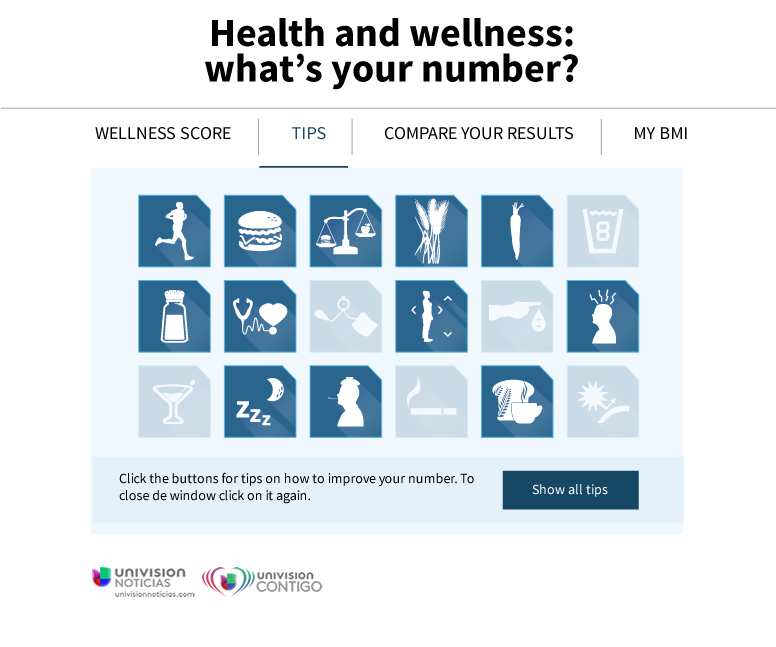 Health and wellness:
what’s your number?
WELLNESS SCORE
TIPS
COMPARE YOUR RESULTS
MY BMI
8
zzz
Click the buttons for tips on how to improve your number. To
close de window click on it again.
Show all tips
UNIVISION
NOTICIAS
univisionnoticias.com
UNIVISION
CONTIGO